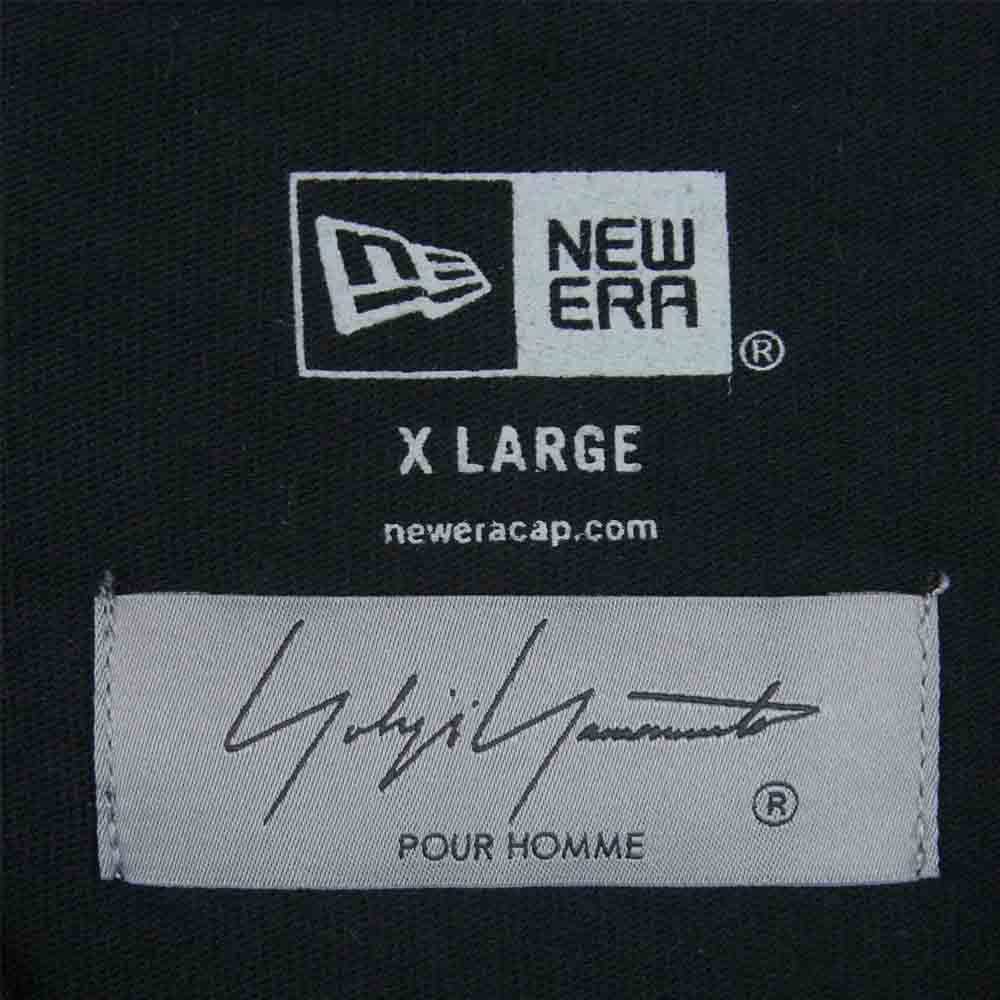 NEW
ERA
®
X LARGE
neweracap.com
Yohji Yamamoto
®
POUR HOMME